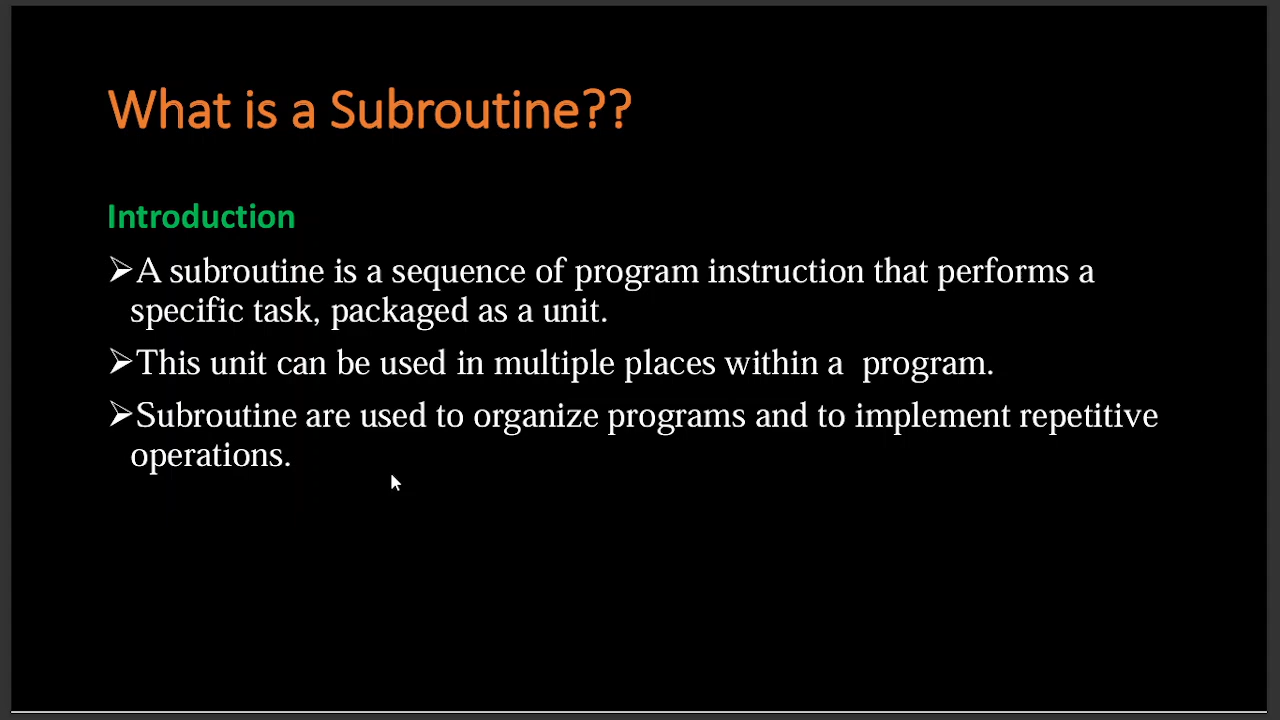 What is a Subroutine??
Introduction
➢A subroutine is a sequence of program instruction that performs a
specific task, packaged as a unit.
➢This unit can be used in multiple places within a  program.
➢Subroutine are used to organize programs and to implement repetitive
operations.